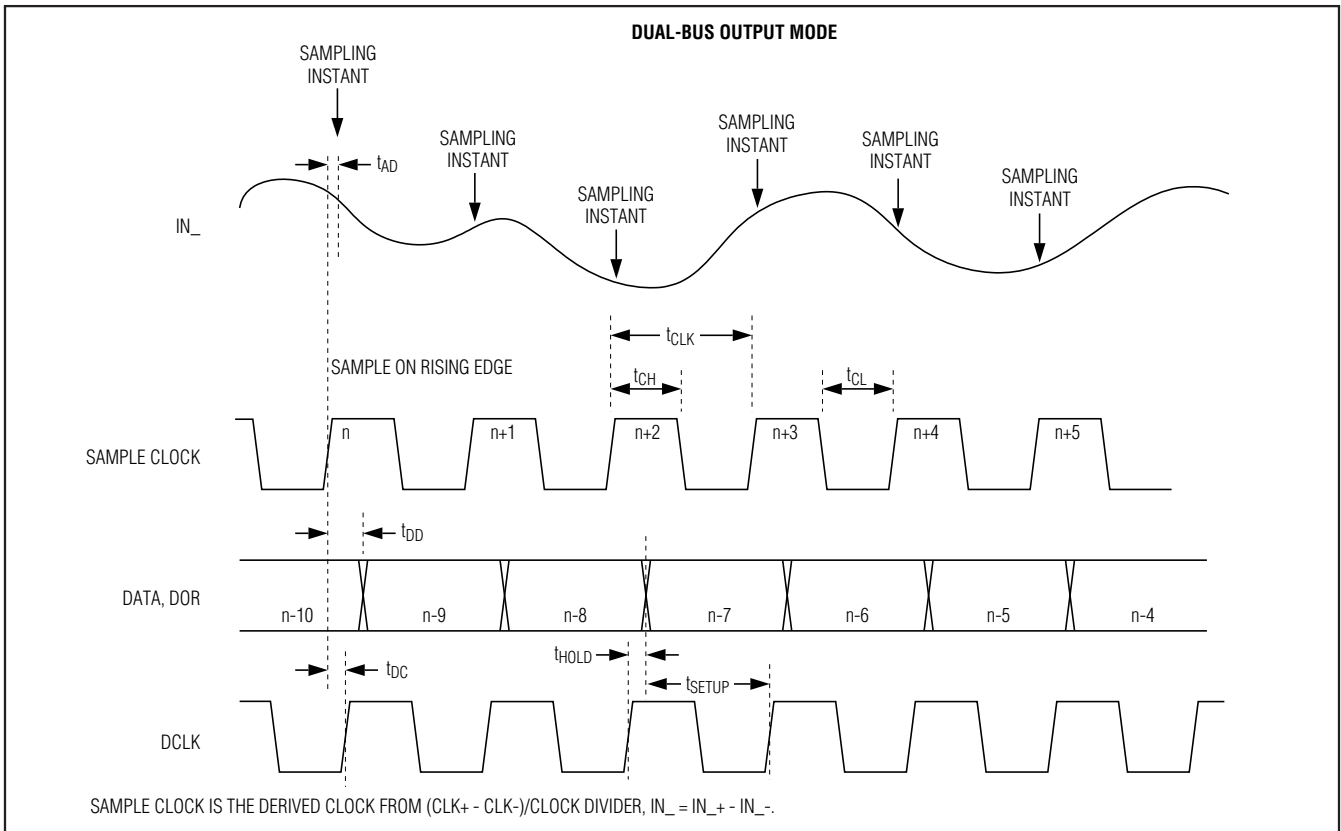 DUAL-BUS OUTPUT MODE
SAMPLING
INSTANT
SAMPLING
INSTANT
SAMPLING
INSTANT
SAMPLING
INSTANT
SAMPLING
INSTANT
SAMPLING
INSTANT
tAD
IN_
tCLK
SAMPLE ON RISING EDGE
tCH
tCL
SAMPLE CLOCK
n
n+1
n+2
n+3
n+4
n+5
tDD
DATA, DOR
n-10
n-9
n-8
n-7
n-6
n-5
n-4
tHOLD
tDC
tSETUP
DCLK
SAMPLE CLOCK IS THE DERIVED CLOCK FROM (CLK+ - CLK-)/CLOCK DIVIDER, IN_ = IN_+ - IN_-.